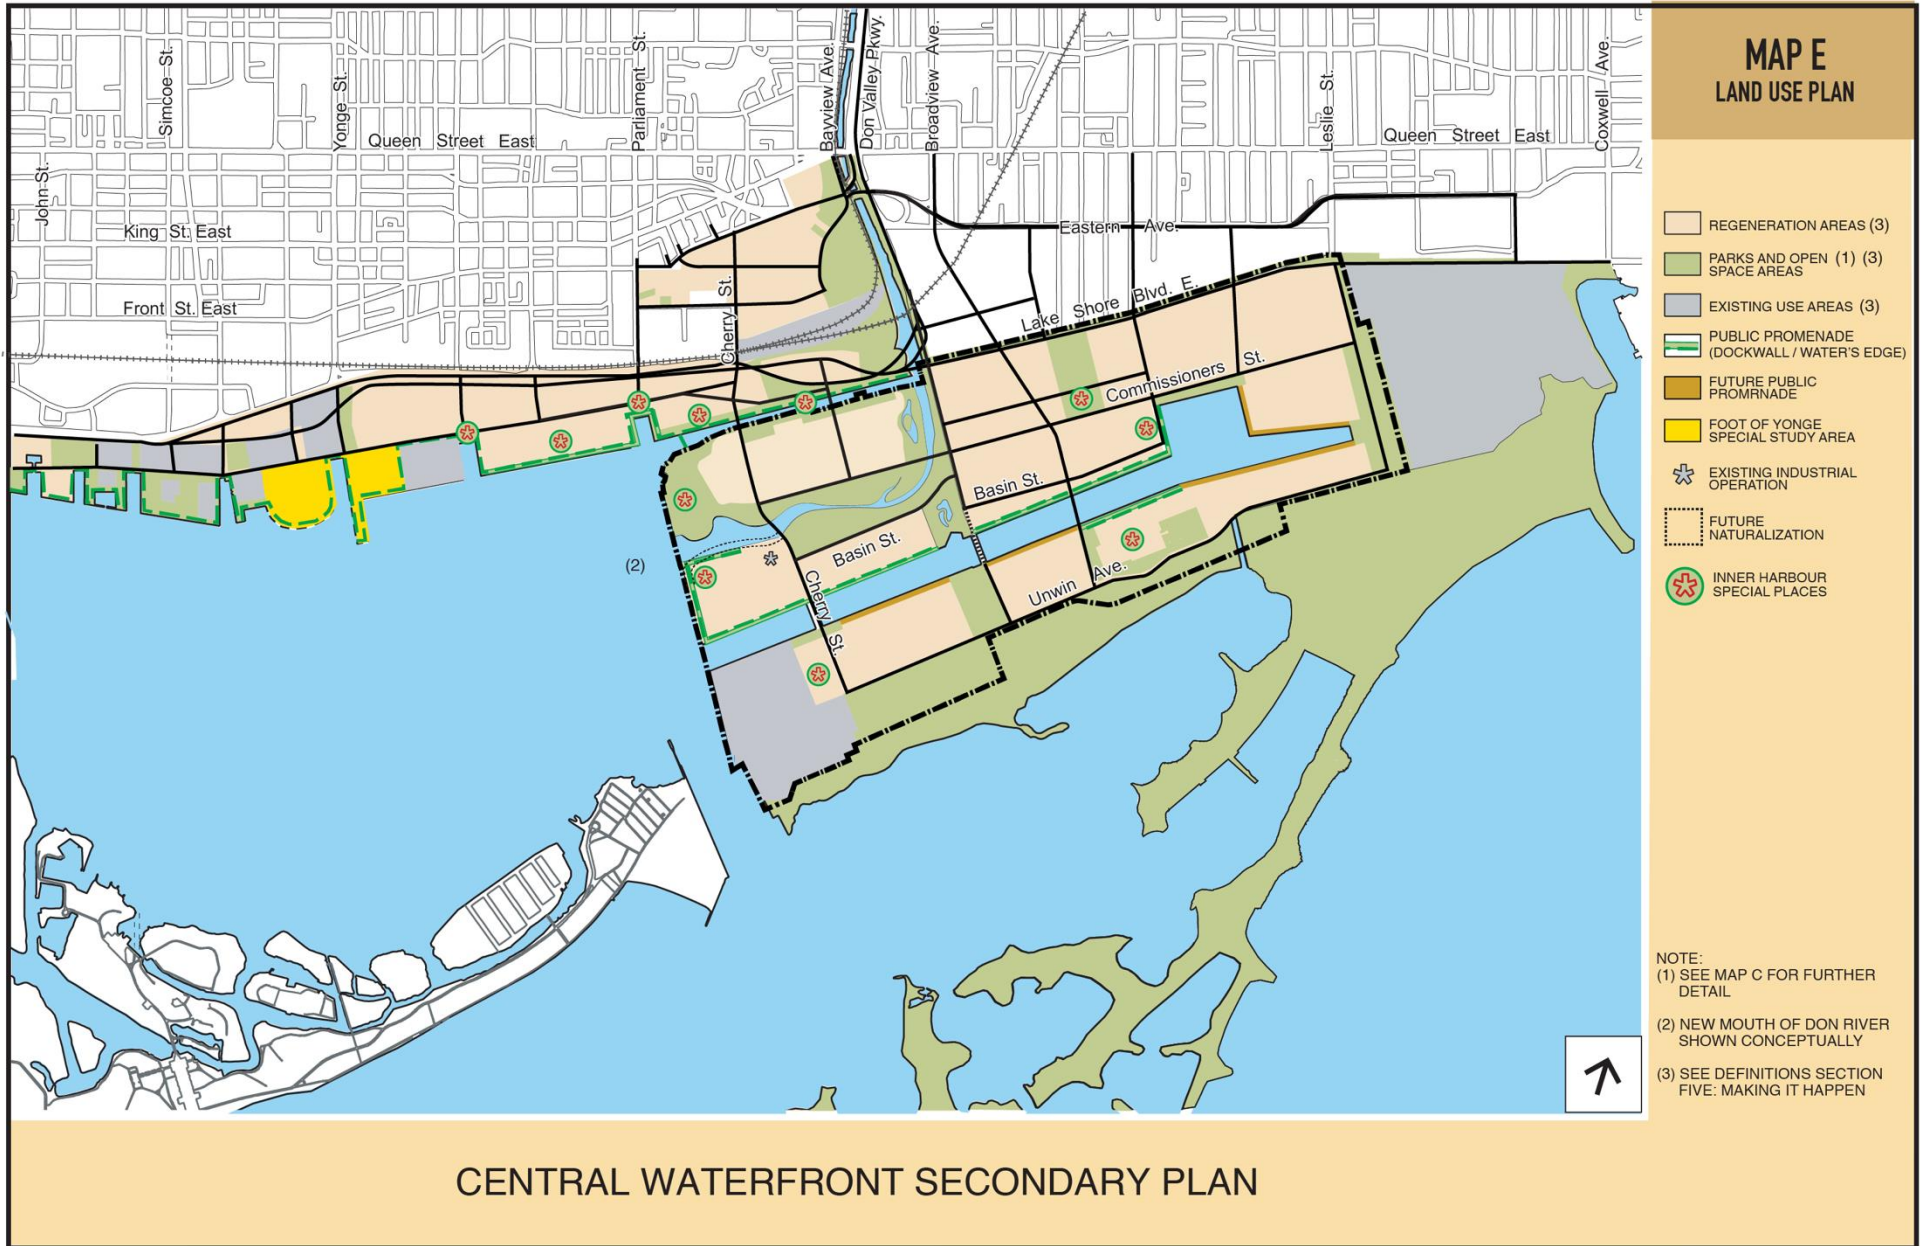 MAP E
LAND USE PLAN
Simcoe St.
Yonge St.
Parliament St.
Bayview Ave.
Don Valley Pkwy.
Broadview Ave.
Leslie St.
Coxwell Ave.
Queen Street East
Queen Street East
John St.
King St. East
Eastern Ave.
Front St. East
Cherry St.
Lake Shore Blvd. E.
Commissioners St.
Basin St.
Basin St.
(2)
Cherry St.
Unwin Ave.
REGENERATION AREAS (3)
PARKS AND OPEN (1) (3)
SPACE AREAS
EXISTING USE AREAS (3)
PUBLIC PROMENADE
(DOCKWALL / WATER'S EDGE)
FUTURE PUBLIC
PROMRNADE
FOOT OF YONGE
SPECIAL STUDY AREA
EXISTING INDUSTRIAL
OPERATION
FUTURE
NATURALIZATION
INNER HARBOUR
SPECIAL PLACES
NOTE:
(1) SEE MAP C FOR FURTHER
DETAIL
(2) NEW MOUTH OF DON RIVER
SHOWN CONCEPTUALLY
(3) SEE DEFINITIONS SECTION
FIVE: MAKING IT HAPPEN
CENTRAL WATERFRONT SECONDARY PLAN